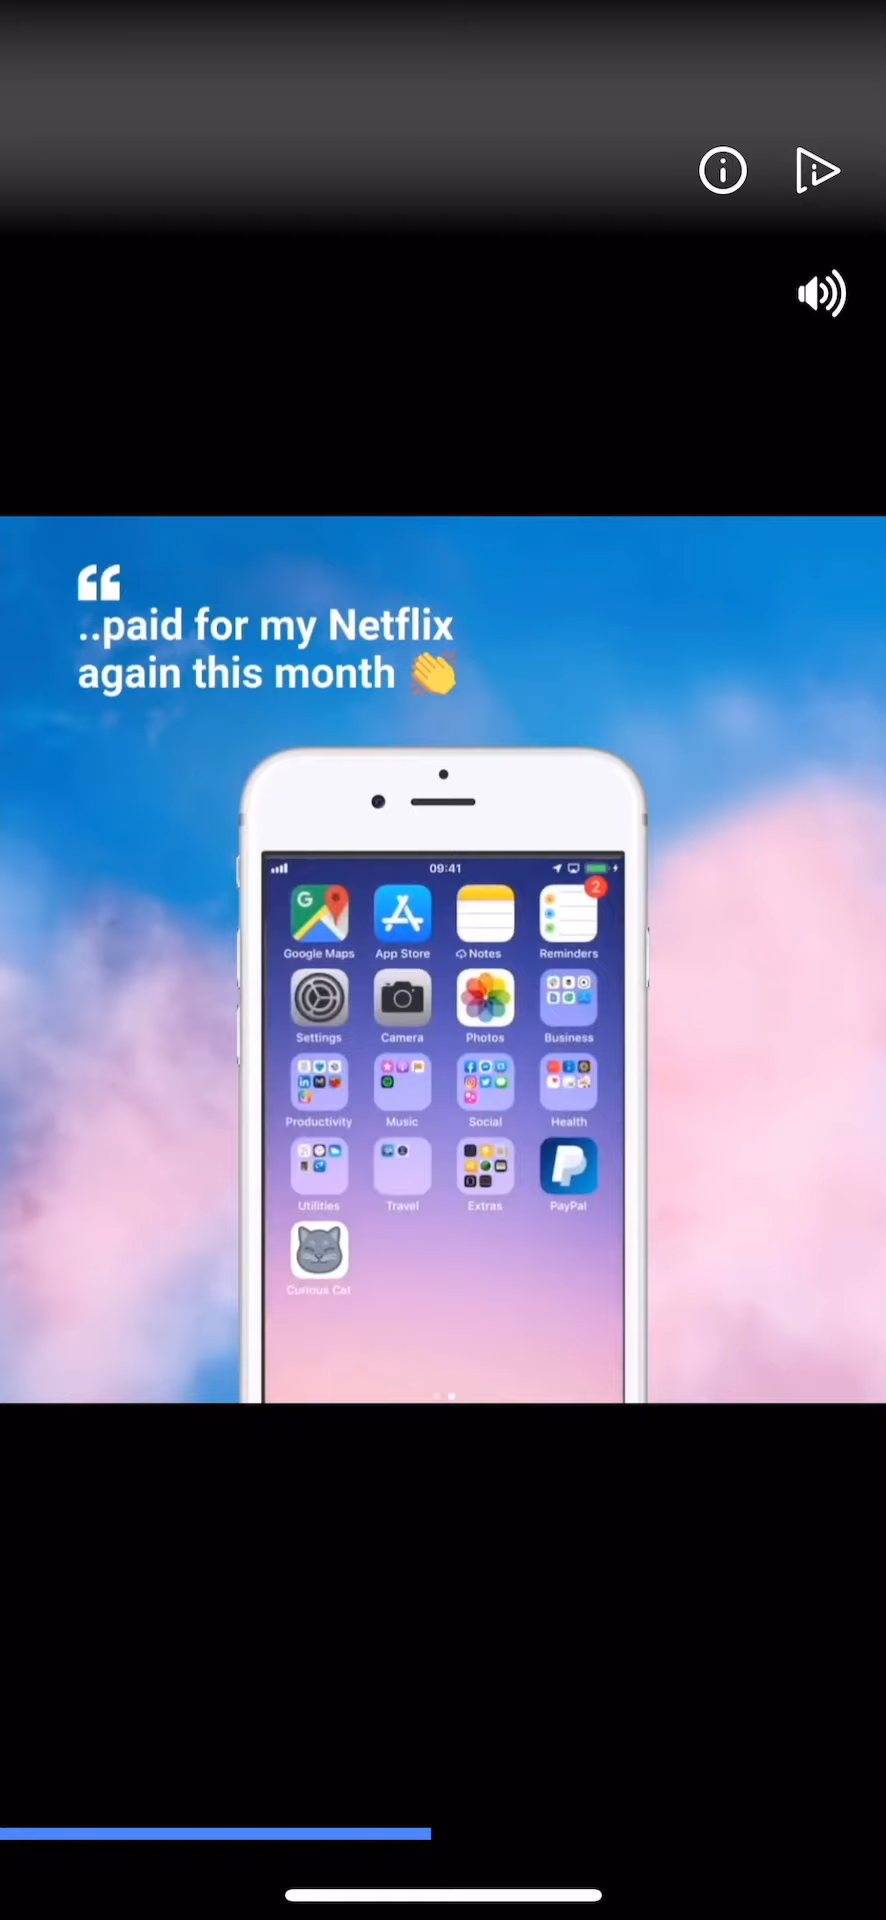 “
..paid for my Netflix
again this month 👏
09:41
2
G
Google Maps App Store Notes Reminders
Settings Camera Photos Business
Productivity Music Social Health
Utilities Travel Extras PayPal
Curious Cat